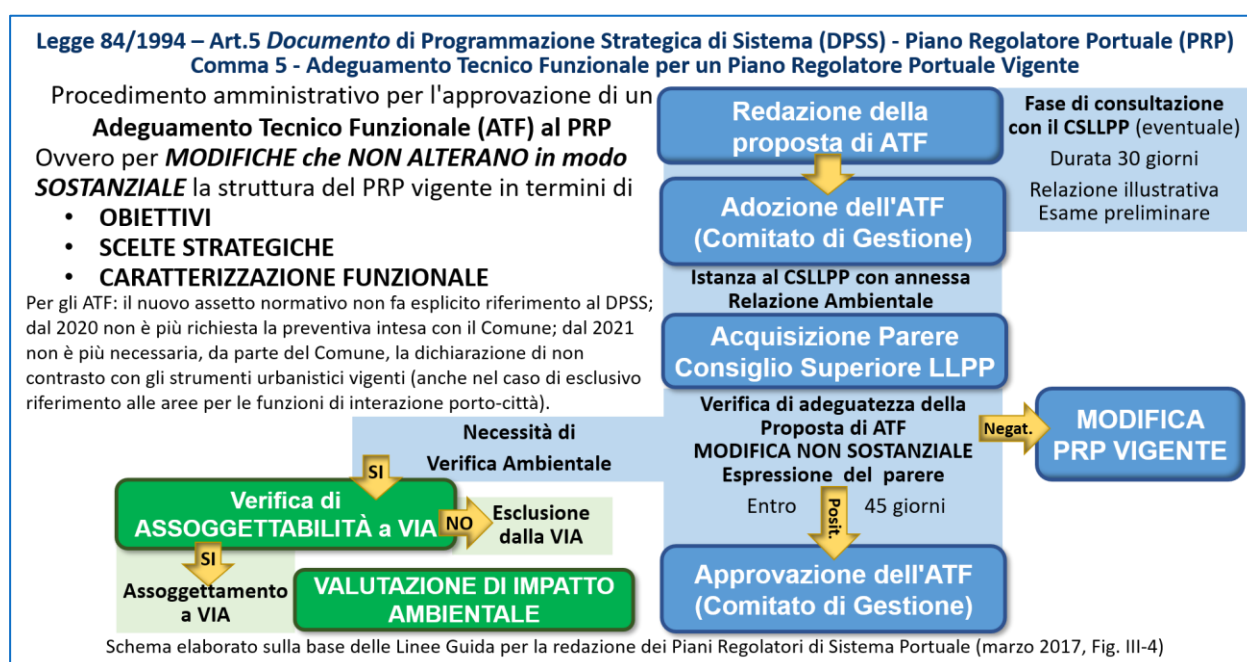 Legge 84/1994 – Art.5 Documento di Programmazione Strategica di Sistema (DPSS) - Piano Regolatore Portuale (PRP)
Comma 5 - Adeguamento Tecnico Funzionale per un Piano Regolatore Portuale Vigente
Procedimento amministrativo per l'approvazione di un
Adeguamento Tecnico Funzionale (ATF) al PRP
Ovvero per MODIFICHE che NON ALTERANO in modo
SOSTANZIALE la struttura del PRP vigente in termini di
• OBIETTIVI
• SCELTE STRATEGICHE
• CARATTERIZZAZIONE FUNZIONALE
Per gli ATF: il nuovo assetto normativo non fa esplicito riferimento al DPSS;
dal 2020 non è più richiesta la preventiva intesa con il Comune; dal 2021
non è più necessaria, da parte del Comune, la dichiarazione di non
contrasto con gli strumenti urbanistici vigenti (anche nel caso di esclusivo
riferimento alle aree per le funzioni di interazione porto-città).
Redazione della
proposta di ATF
Fase di consultazione
con il CSLLPP (eventuale)
Durata 30 giorni
Relazione illustrativa
Esame preliminare
Adozione dell'ATF
(Comitato di Gestione)
Istanza al CSLLPP con annessa
Relazione Ambientale
Acquisizione Parere
Consiglio Superiore LLPP
Verifica di adeguatezza della
Proposta di ATF
MODIFICA NON SOSTANZIALE
Espressione del parere
Entro 45 giorni
Negat.
MODIFICA
PRP VIGENTE
Posit.
Approvazione dell'ATF
(Comitato di Gestione)
Necessità di
Verifica Ambientale
SI
Verifica di
ASSOGGETTABILITÀ a VIA
NO
Esclusione
dalla VIA
SI
Assoggettamento
a VIA
VALUTAZIONE DI IMPATTO
AMBIENTALE
Schema elaborato sulla base delle Linee Guida per la redazione dei Piani Regolatori di Sistema Portuale (marzo 2017, Fig. III-4)